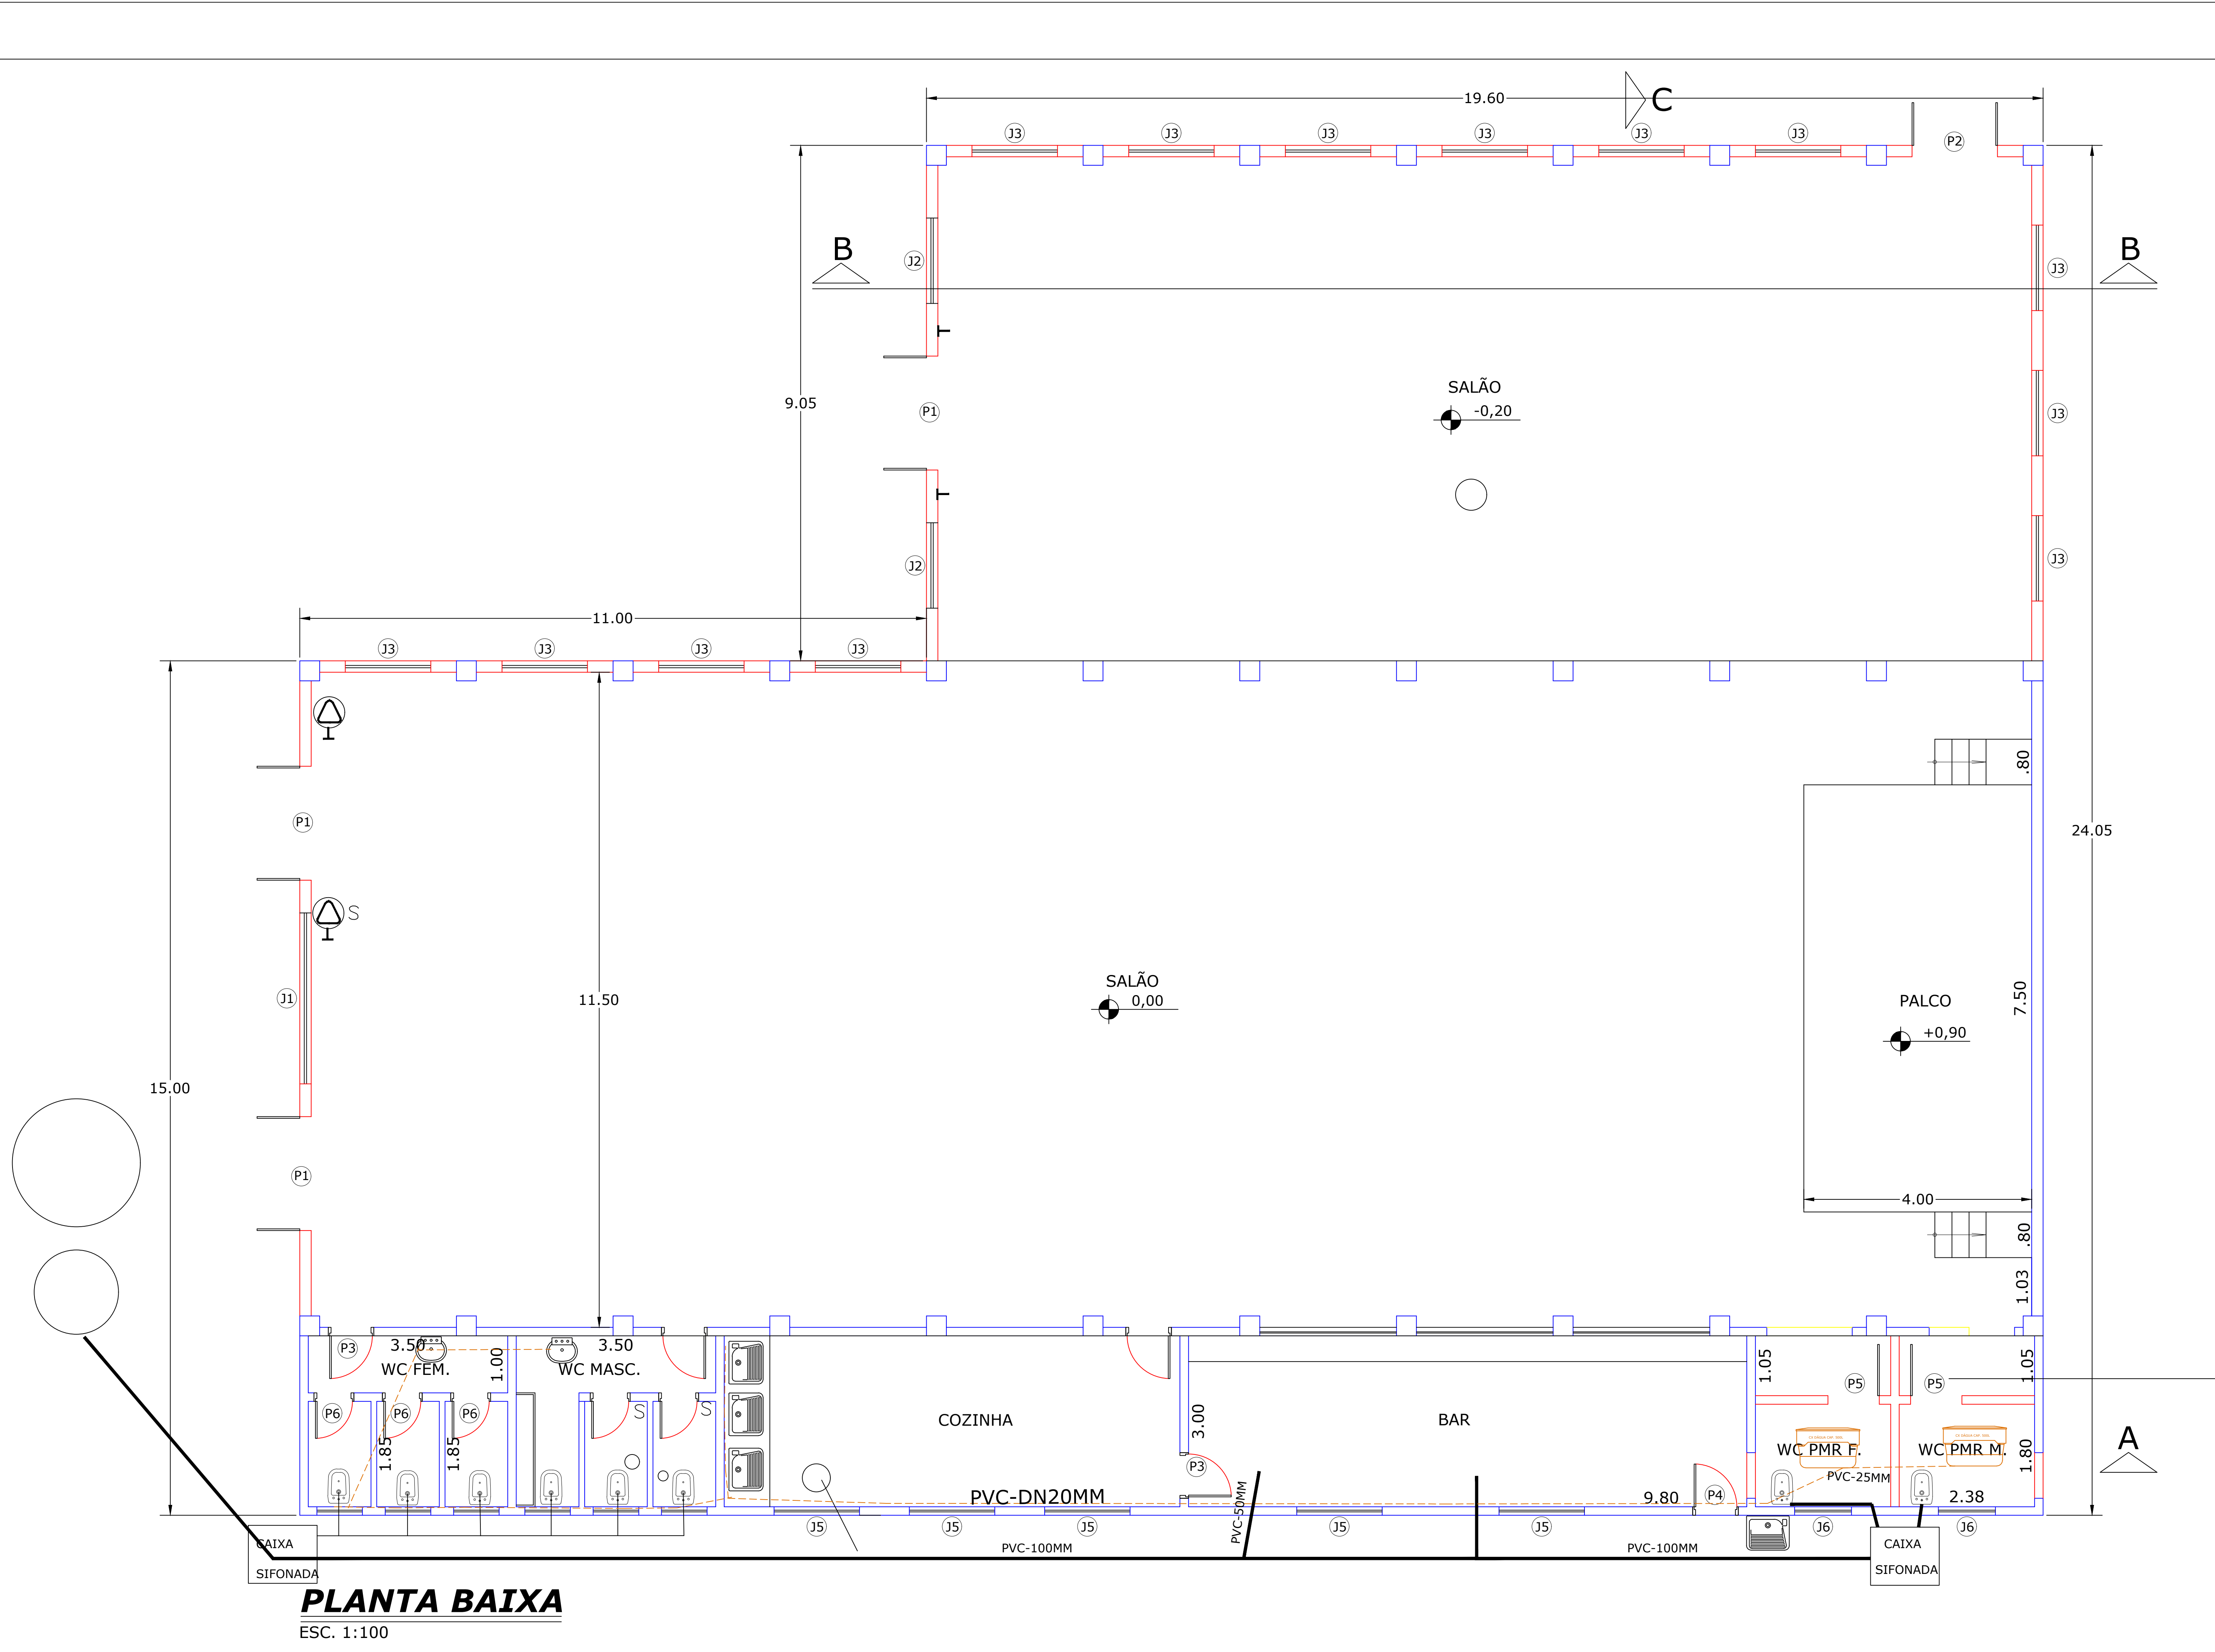 19.60
C
J3 J3 J3 J3 J3 J3
P2
B
B
J2
J3
T
SALÃO
-0,20
9.05
P1
J3
T
J2
J3
11.00
J3 J3 J3 J3
.80
P1
24.05
S
SALÃO
0,00
11.50
J1
PALCO
+0,90
7.50
15.00
P1
4.00
.80
1.03
P3
3.50
WC FEM.
1.00
3.50
WC MASC.
1.05
P5
P5
1.05
P6
P6
P6
S
S
1.85
1.85
COZINHA
3.00
BAR
A
WC PMR F.
WC PMR M.
1.80
P3
PVC-25MM
PVC-DN20MM
PVC-50MM
9.80
P4
2.38
J5
J5
J5
J5
J5
J6
J6
CAIXA
SIFONADA
PVC-100MM
PVC-100MM
CAIXA
SIFONADA
PLANTA BAIXA
ESC. 1:100